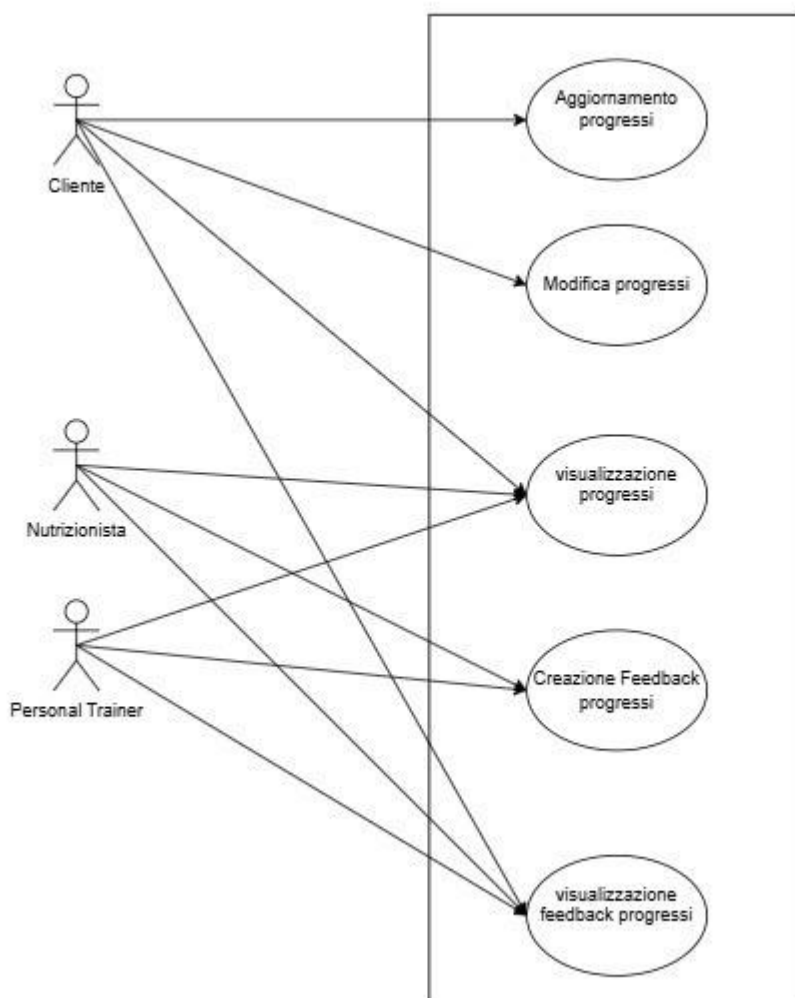 Aggiornamento
progressi
Cliente
Modifica progressi
visualizzazione
progressi
Nutrizionista
Creazione Feedback
progressi
Personal Trainer
visualizzazione
feedback progressi